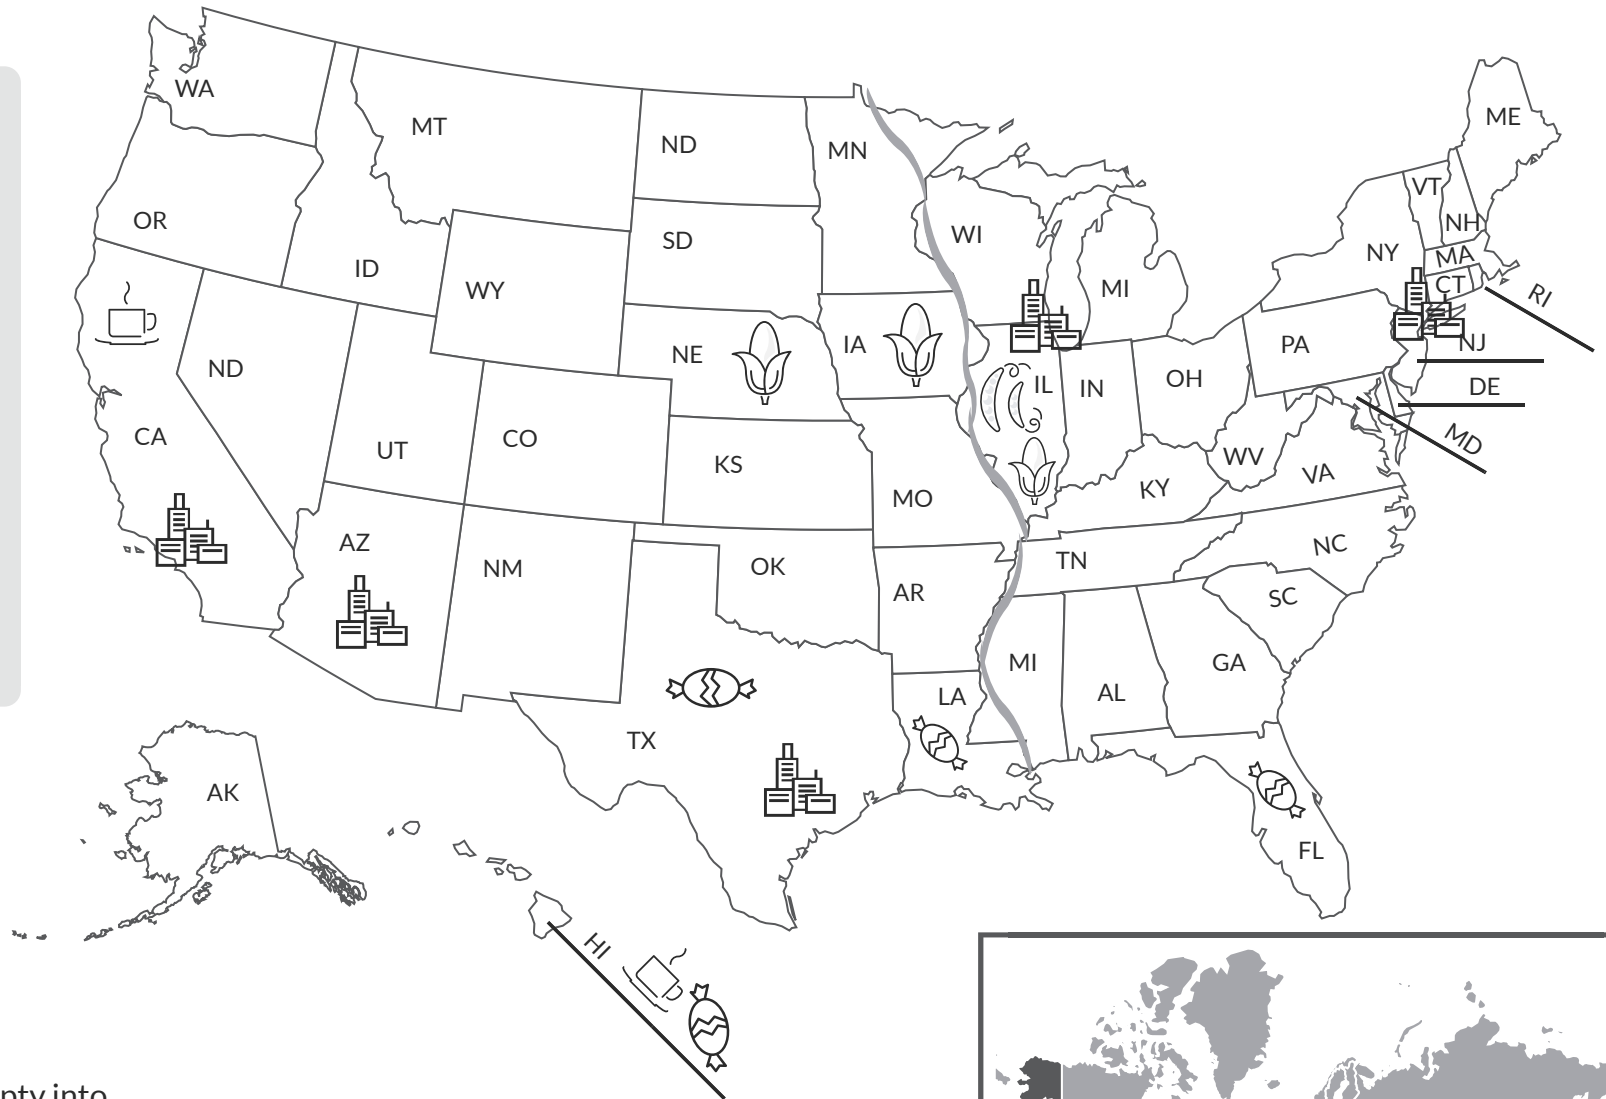 WA
MT
ND
MN
ME
VT
NH
OR
ID
WY
SD
WI
MI
NY
MA
CT
RI
NE
IA
ND
IL
IN
OH
PA
NJ
DE
MD
CA
UT
CO
KS
MO
KY
WV
VA
AZ
NM
OK
AR
TN
NC
SC
TX
LA
MI
AL
GA
AK
FL
HI
pty into